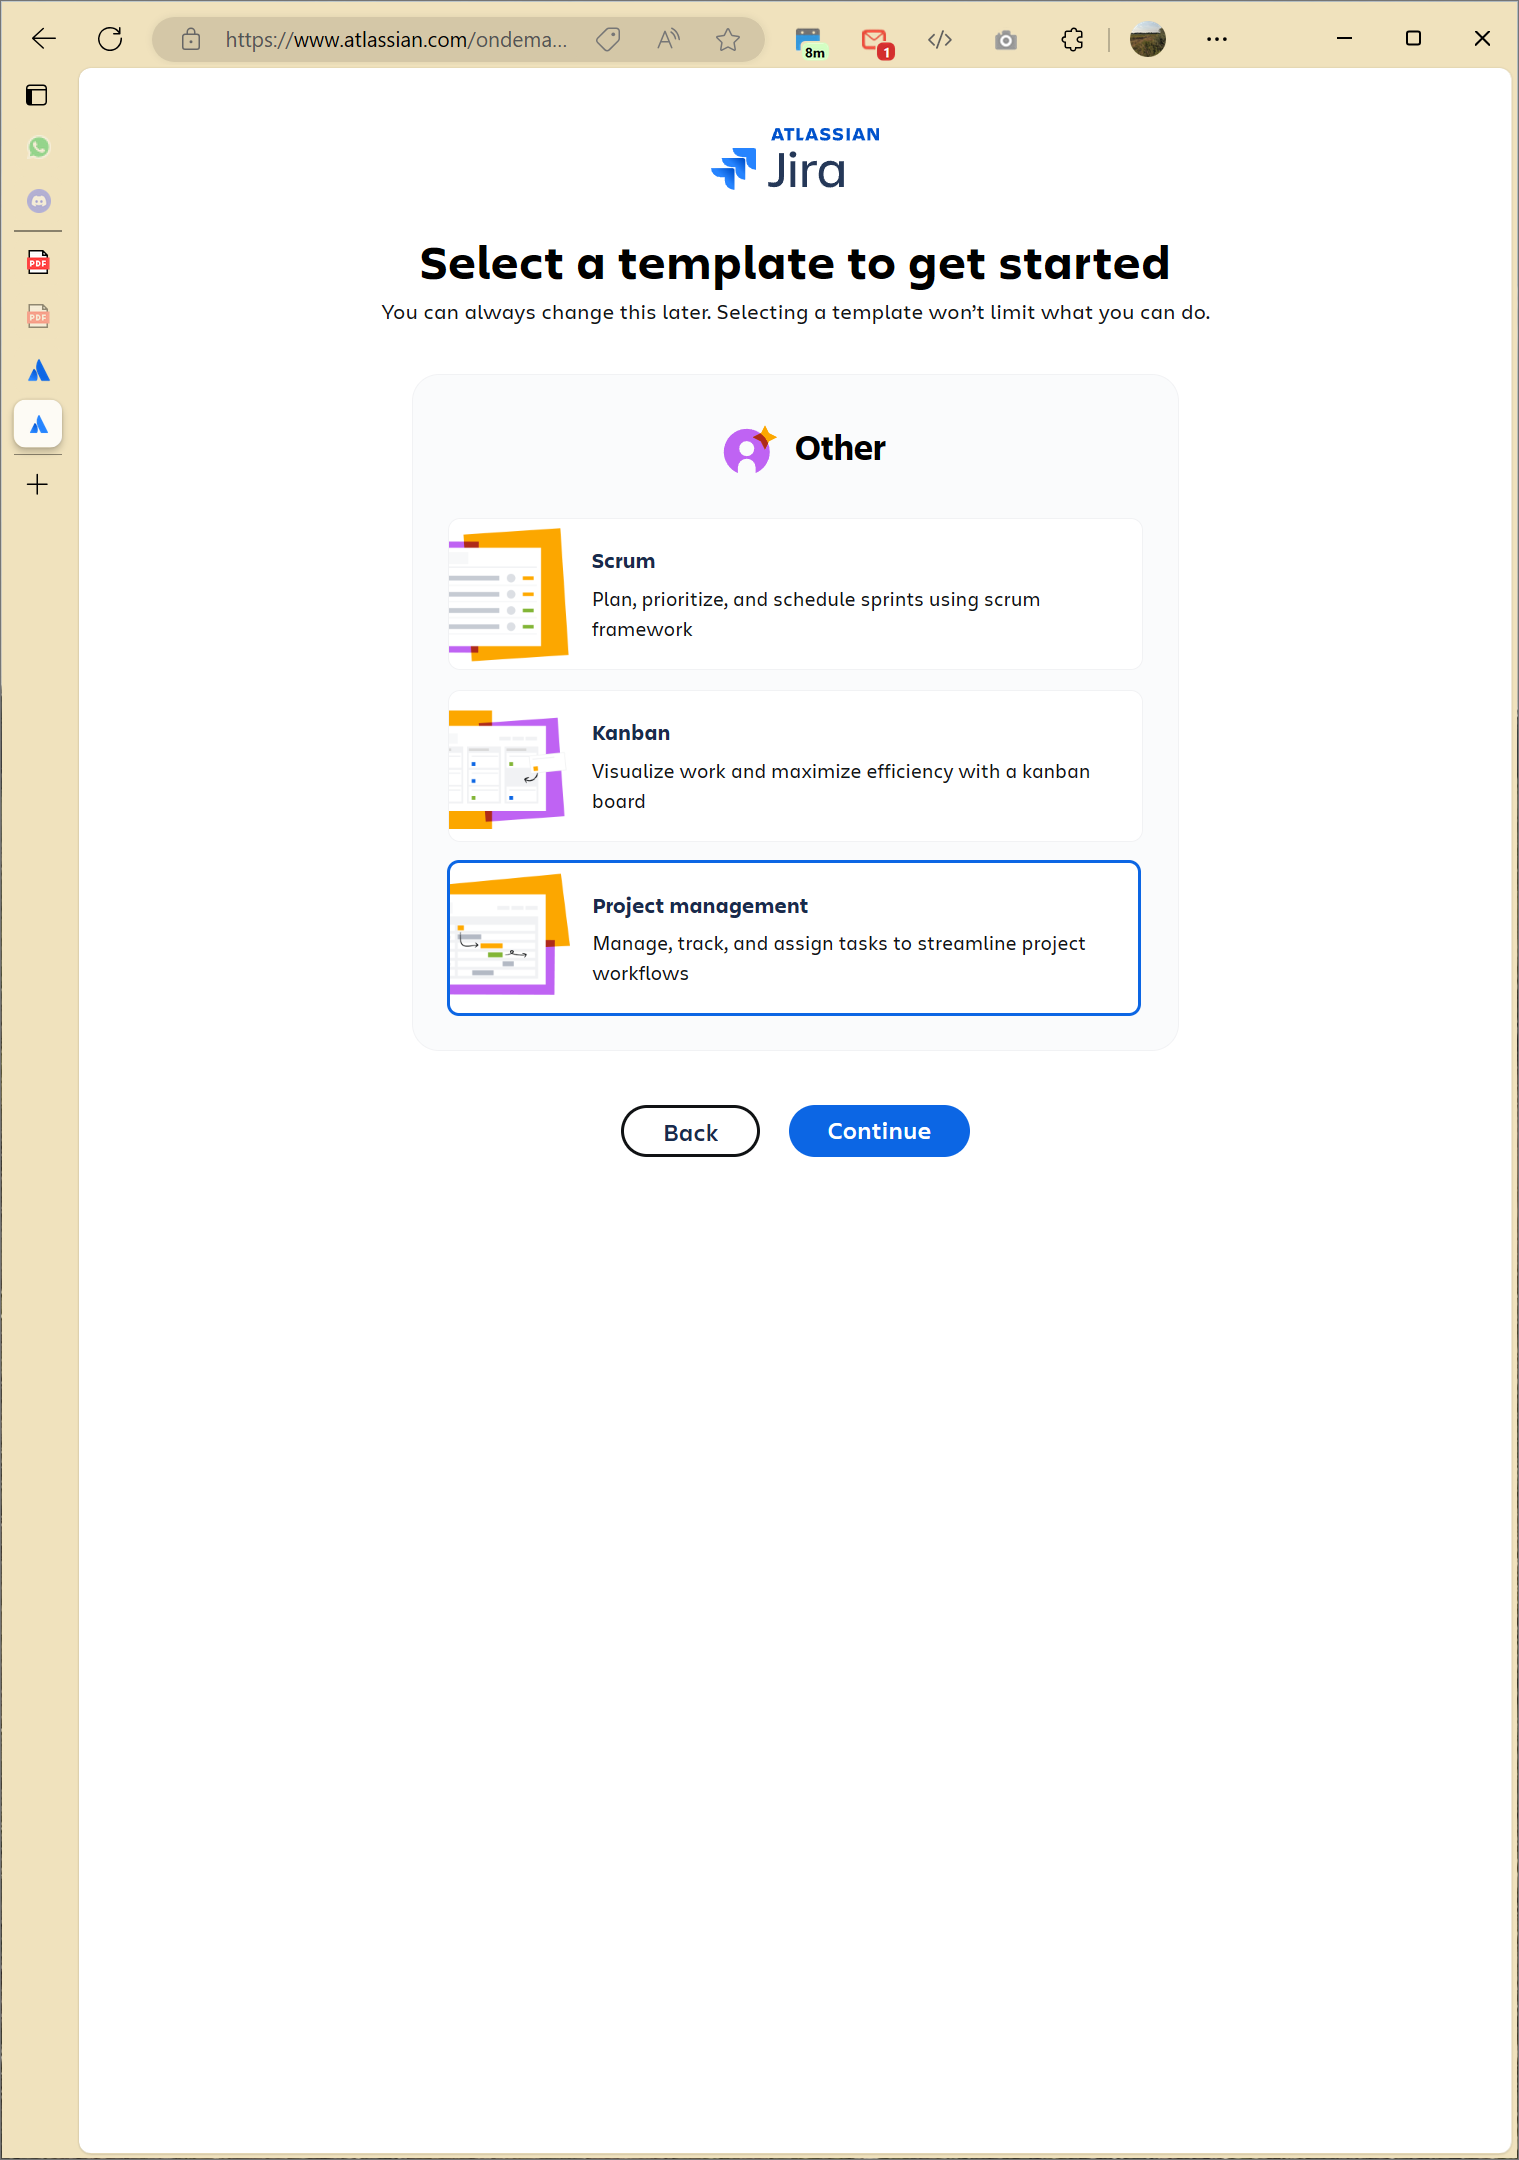 https://www.atlassian.com/ondema...
8m
1
PDF
PDF
ATLASSIAN
Jira
Select a template to get started
You can always change this later. Selecting a template won’t limit what you can do.
Other
Scrum
Plan, prioritize, and schedule sprints using scrum
framework
Kanban
Visualize work and maximize efficiency with a kanban
board
Project management
Manage, track, and assign tasks to streamline project
workflows
Back
Continue